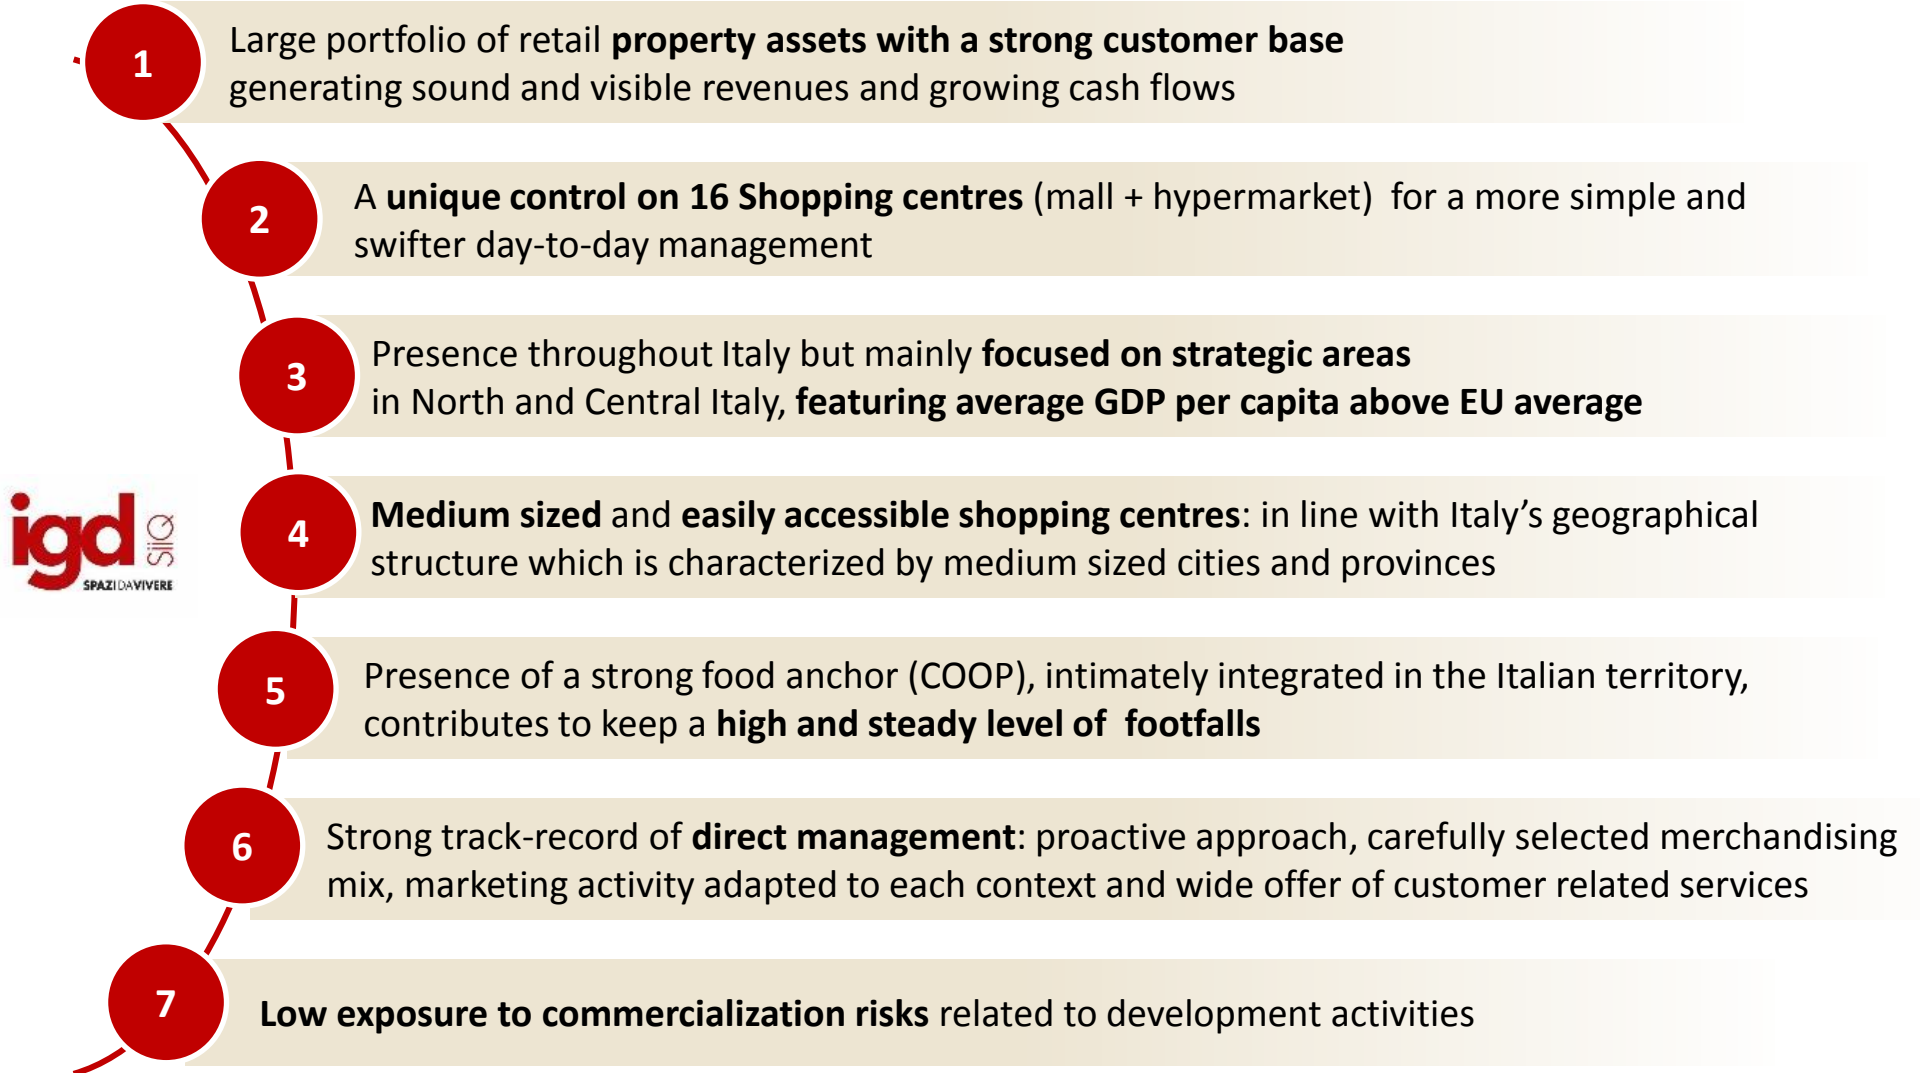 1
Large portfolio of retail property assets with a strong customer base
generating sound and visible revenues and growing cash flows
2
A unique control on 16 Shopping centres (mall + hypermarket) for a more simple and
swifter day-to-day management
3
Presence throughout Italy but mainly focused on strategic areas
in North and Central Italy, featuring average GDP per capita above EU average
igd
SIIQ
SPAZI DA VIVERE
4
Medium sized and easily accessible shopping centres: in line with Italy’s geographical
structure which is characterized by medium sized cities and provinces
5
Presence of a strong food anchor (COOP), intimately integrated in the Italian territory,
contributes to keep a high and steady level of footfalls
6
Strong track-record of direct management: proactive approach, carefully selected merchandising
mix, marketing activity adapted to each context and wide offer of customer related services
7
Low exposure to commercialization risks related to development activities